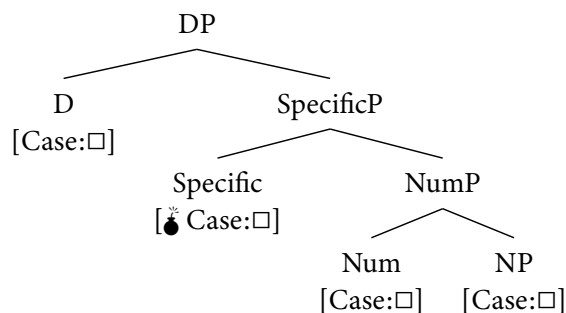 DP
D SpecificP
[Case:□]
Specific NumP
[💣Case:□]
Num NP
[Case:□] [Case:□]